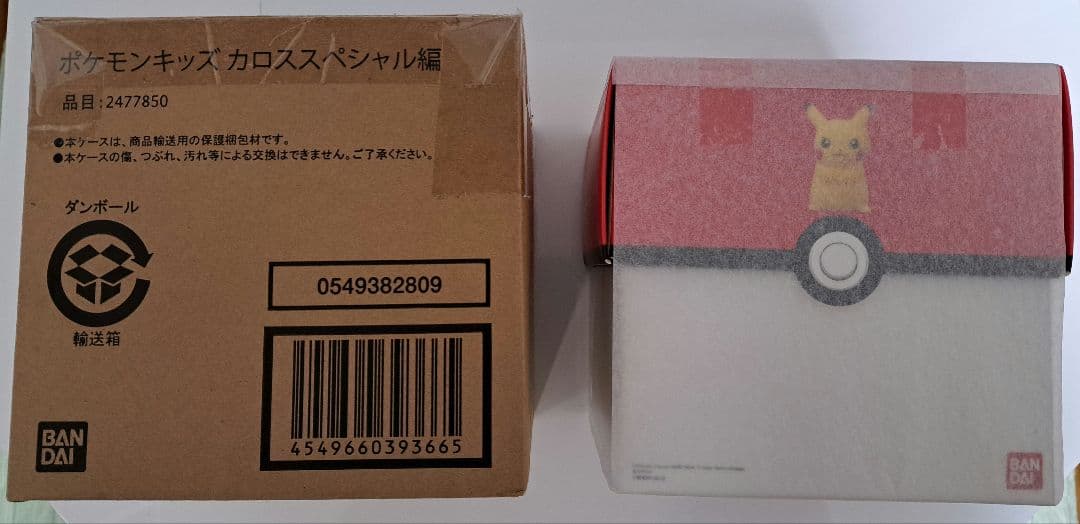 ポケモンキッズ カロススペシャル編
品目:2477850
●本ケースは、商品輸送用の保護梱包材です。
●本ケースの傷、つぶれ、汚れ等による交換はできません。ご了承ください。
ダンボール
輸送箱
0549382809
4549660393665
BAN
DAI
BAN
DAI